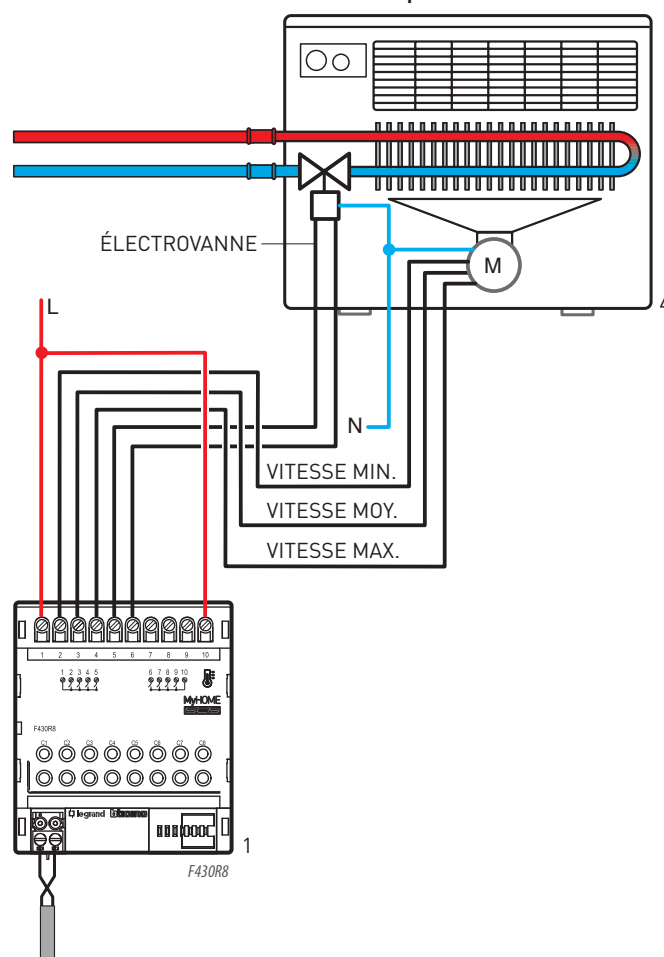 ÉLECTROVANNE
M
4
L
N
VITESSE MIN.
VITESSE MOY.
VITESSE MAX.
1 2 3 4 5 6 7 8 9 10
1 2 3 4 5 6 7 8 9 10
MyHOME
F430R8
C1 C2 C3 C4 C5 C6 C7 C8
legrand bticino
1
F430R8